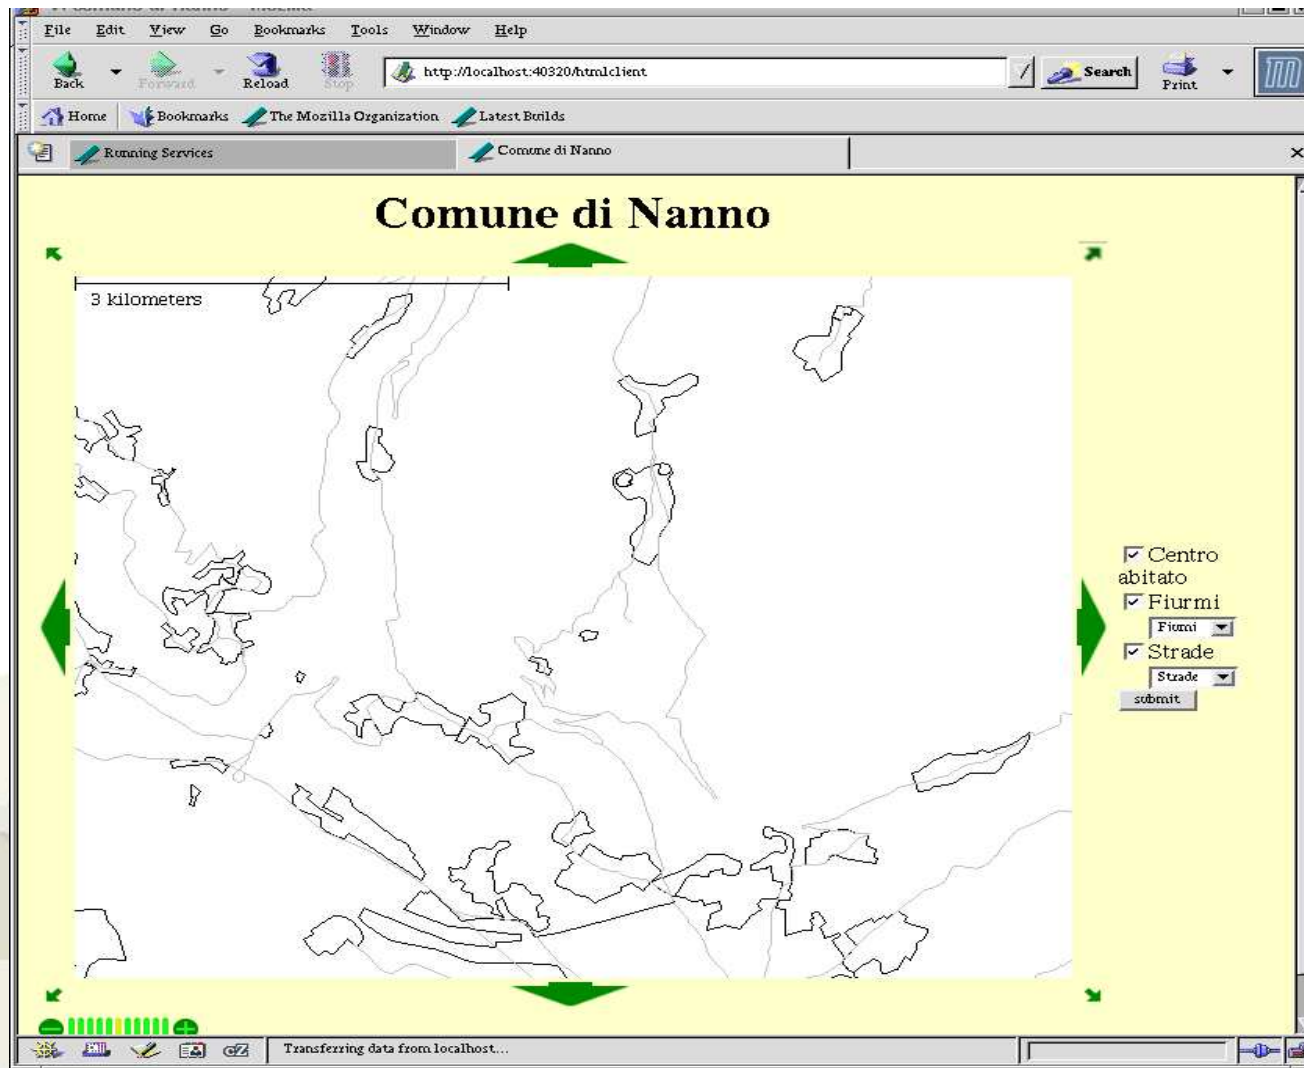 File Edit View Go Bookmarks Tools Window Help
Back Forward Reload Stop http://localhost:40320/htmlclient Search Print
Home Bookmarks The Mozilla Organization Latest Builds
Running Services Comune di Nanno
Comune di Nanno
3 kilometers
Centro
abitato
Fiurmi
Fiumi
Strade
Strade
submit
Transferring data from localhost...